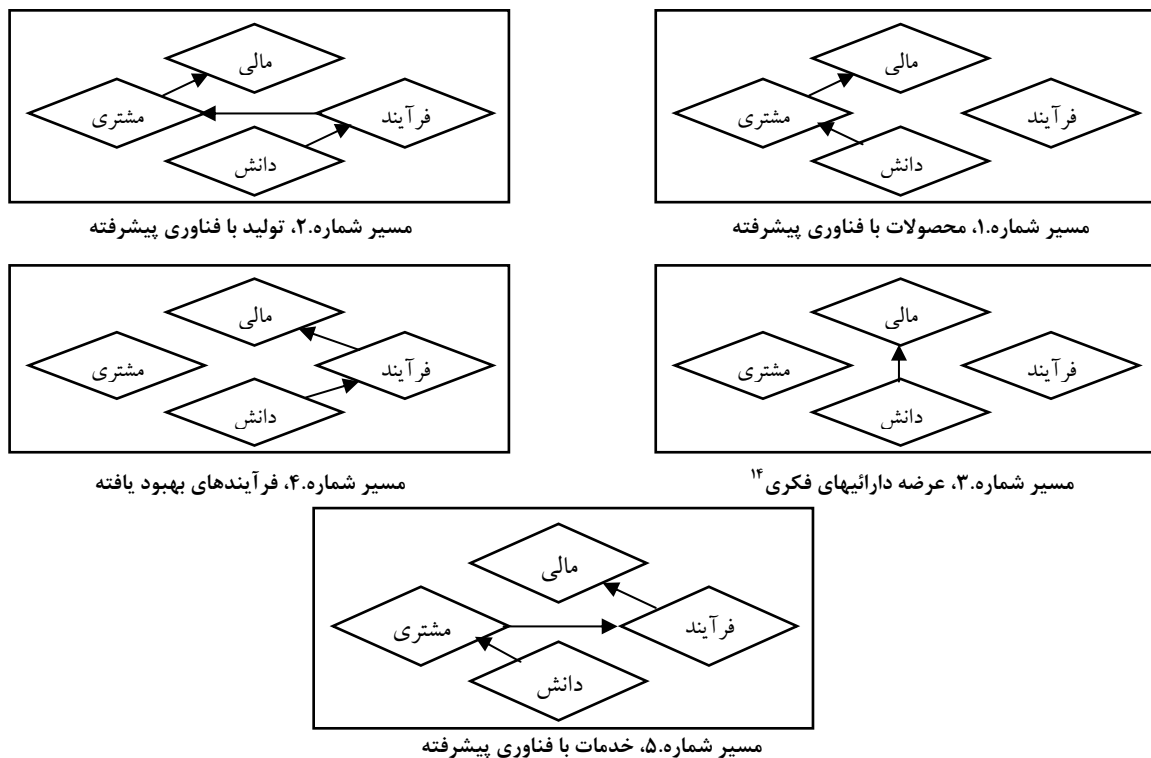 مالی
مشتری
فرآیند
دانش
مسیر شماره.۱، محصولات با فناوری پیشرفته
مالی
مشتری
فرآیند
دانش
مسیر شماره.۲، تولید با فناوری پیشرفته
مالی
مشتری
فرآیند
دانش
مسیر شماره.۳، عرضه دارائیهای فکری۱۴
مالی
مشتری
فرآیند
دانش
مسیر شماره.۴، فرآیندهای بهبود یافته
مالی
مشتری
فرآیند
دانش
مسیر شماره.۵، خدمات با فناوری پیشرفته